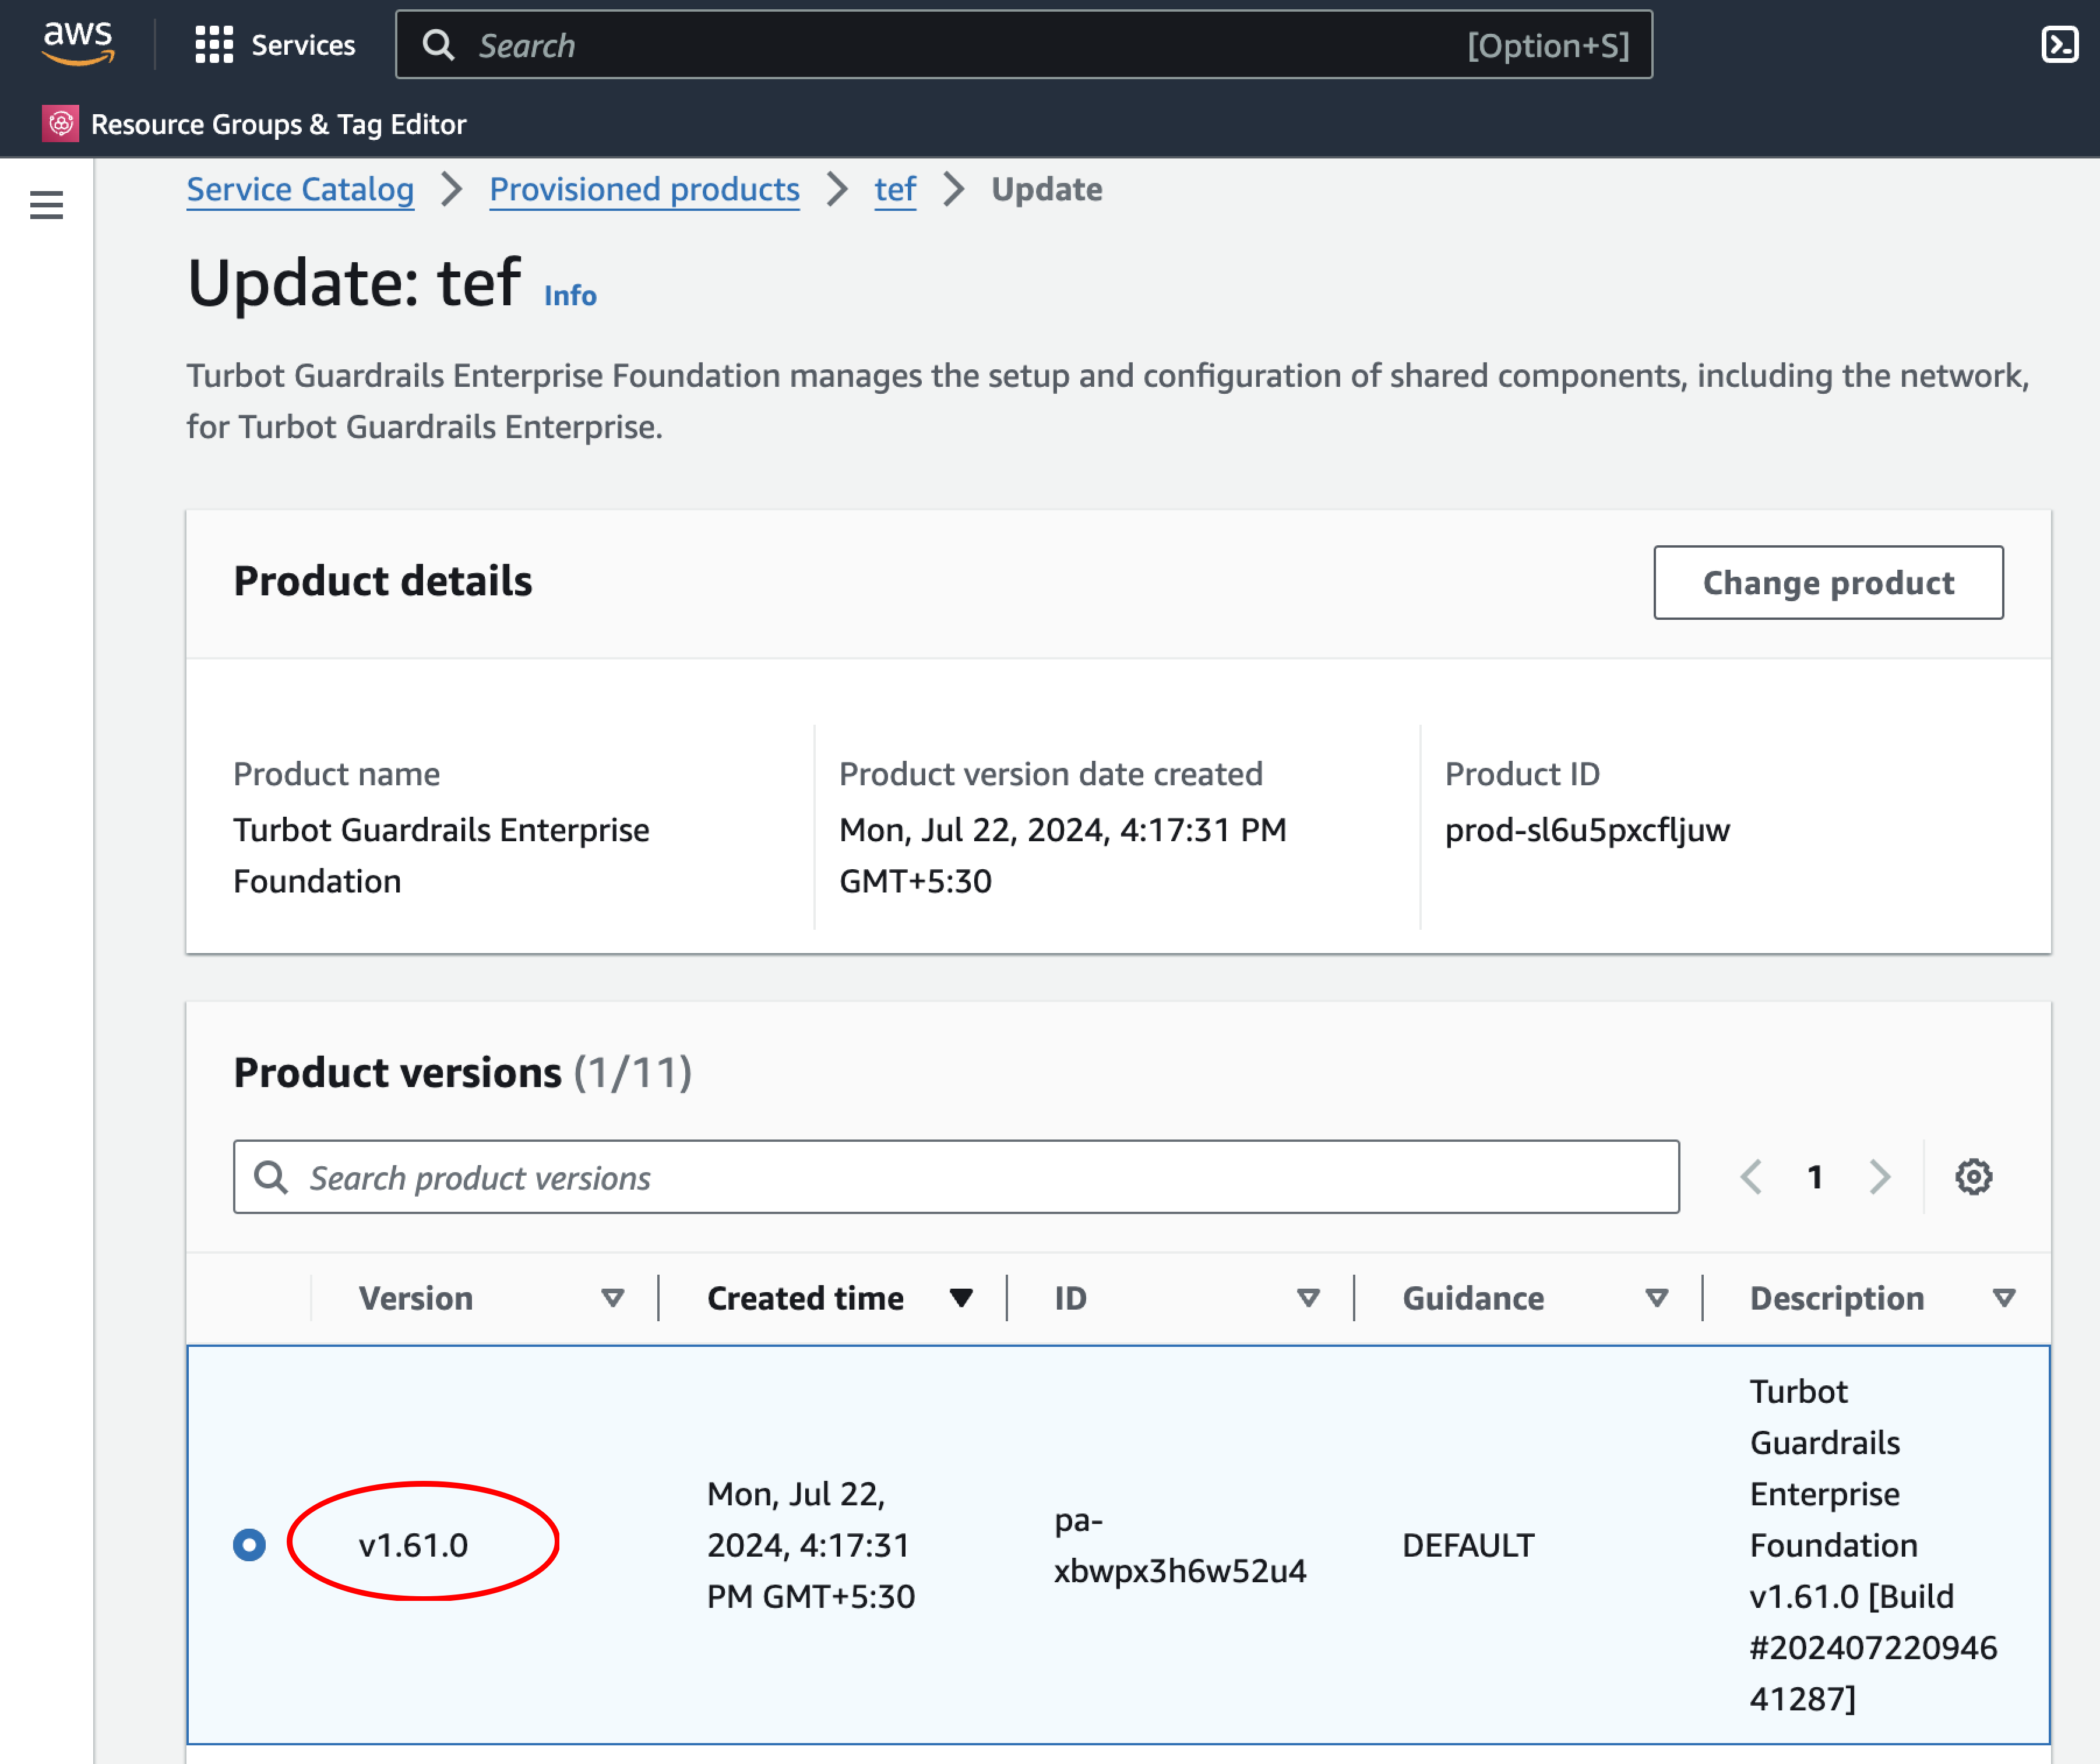 aws Services Search [Option+S]
Resource Groups & Tag Editor
Service Catalog Provisioned products tef Update
Update: tef Info
Turbot Guardrails Enterprise Foundation manages the setup and configuration of shared components, including the network,
for Turbot Guardrails Enterprise.
Product details Change product
Product name
Turbot Guardrails Enterprise
Foundation
Product version date created
Mon, Jul 22, 2024, 4:17:31 PM
GMT+5:30
Product ID
prod-sl6u5pxcfljuw
Product versions (1/11)
Search product versions 1
Version Created time ID Guidance Description
v1.61.0
Mon, Jul 22,
2024, 4:17:31
PM GMT+5:30
pa-
xbwpx3h6w52u4
DEFAULT
Turbot
Guardrails
Enterprise
Foundation
v1.61.0 [Build
#202407220946
41287]